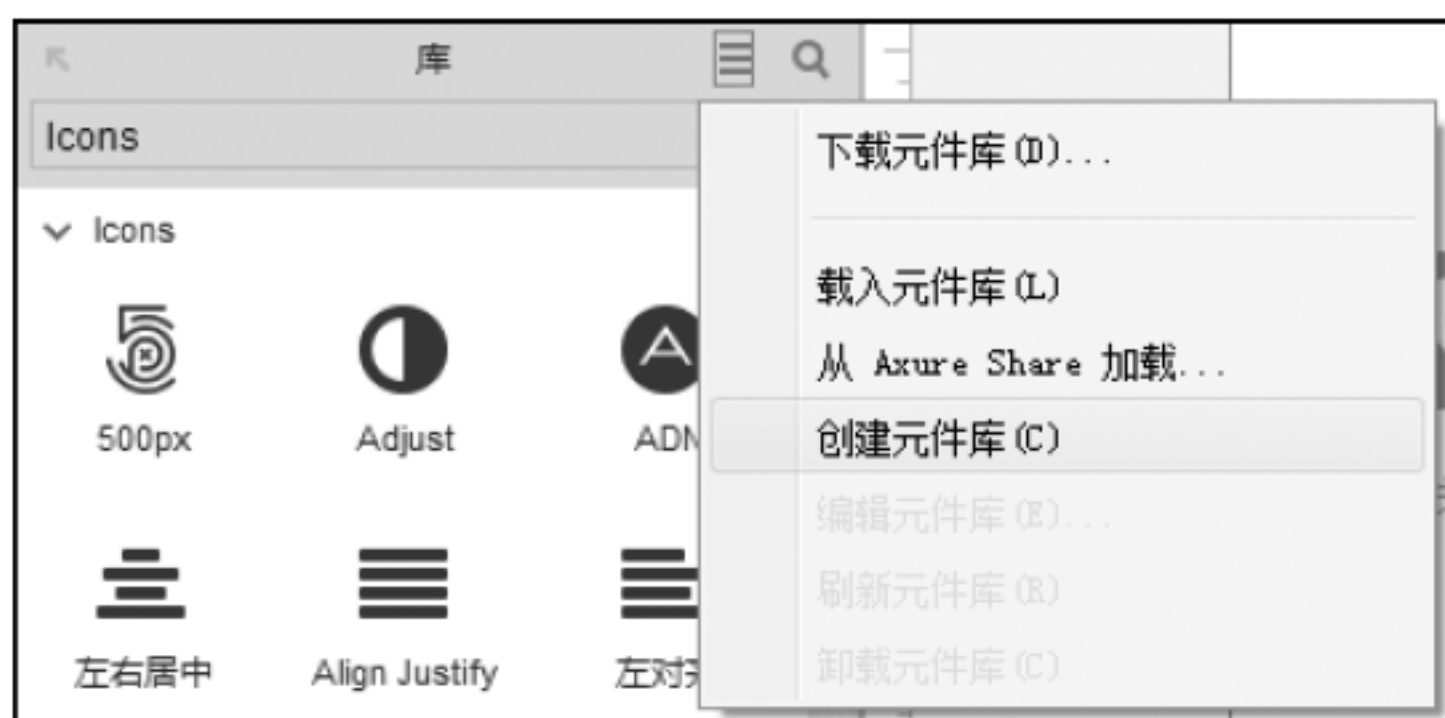 库
Icons
下载元件库(D)...
Icons
载入元件库(L)
从 Axure Share 加载...
创建元件库(C)
编辑元件库(E)...
刷新元件库(R)
卸载元件库(C)
500px
Adjust
左右居中
Align Justify
左对